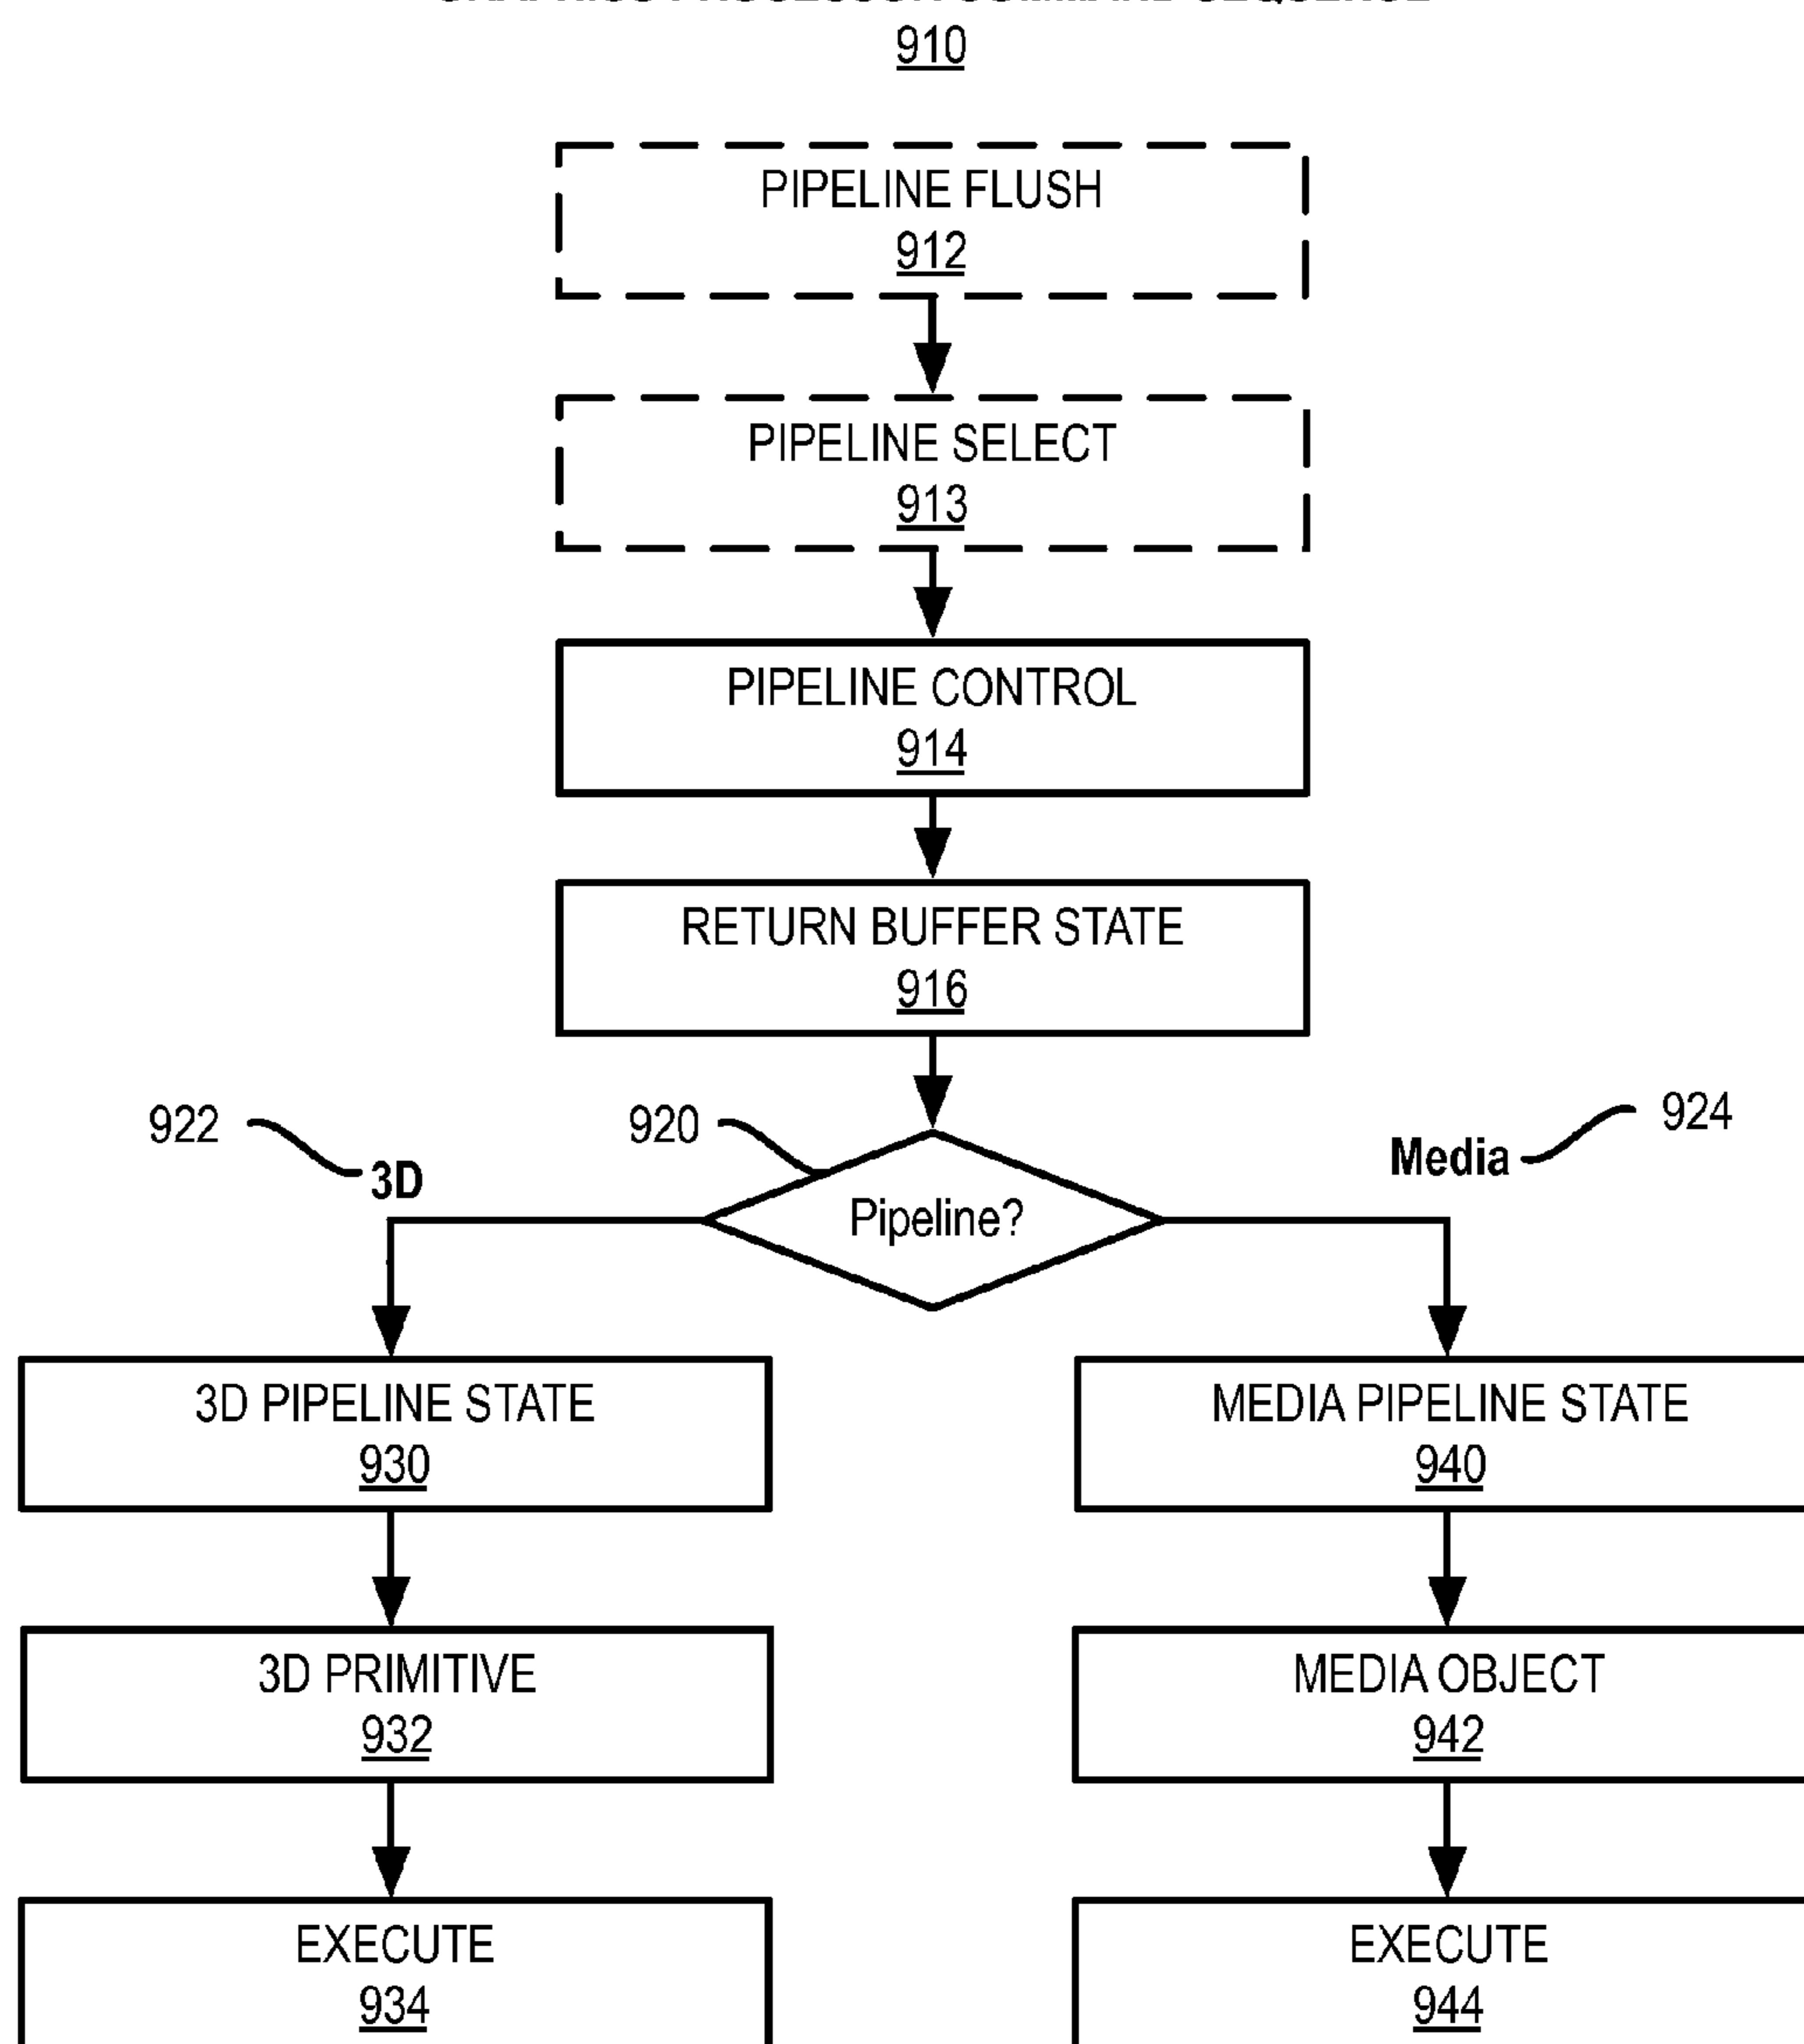 910
PIPELINE FLUSH
912
PIPELINE SELECT
913
PIPELINE CONTROL
914
RETURN BUFFER STATE
916
922
920
924
3D
Media
Pipeline?
3D PIPELINE STATE
930
MEDIA PIPELINE STATE
940
3D PRIMITIVE
932
MEDIA OBJECT
942
EXECUTE
934
EXECUTE
944